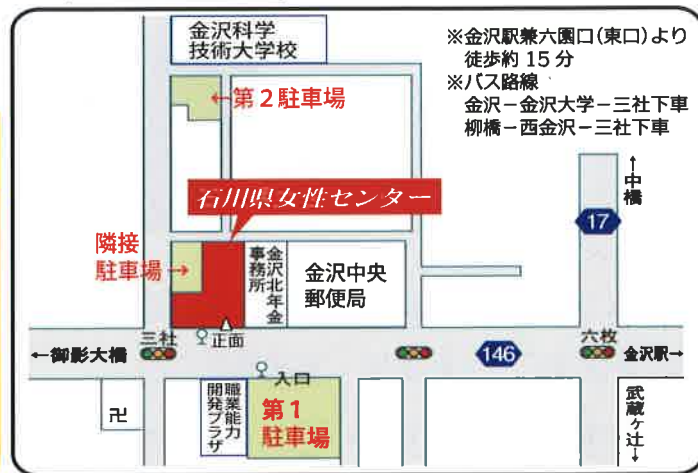 金沢科学
技術大学校
※金沢駅兼六園口(東口)より
徒歩約15分
※バス路線
金沢－金沢大学－三社下車
柳橋－西金沢－三社下車
←第2駐車場
石川県女性センター
隣接
駐車場→
金沢北年金
事務所
金沢中央
郵便局
←中橋
17
三社
正面
六枚
←御影大橋
146
金沢駅→
入口
職業能力
開発プラザ
第1
駐車場
卍
武蔵ヶ辻→